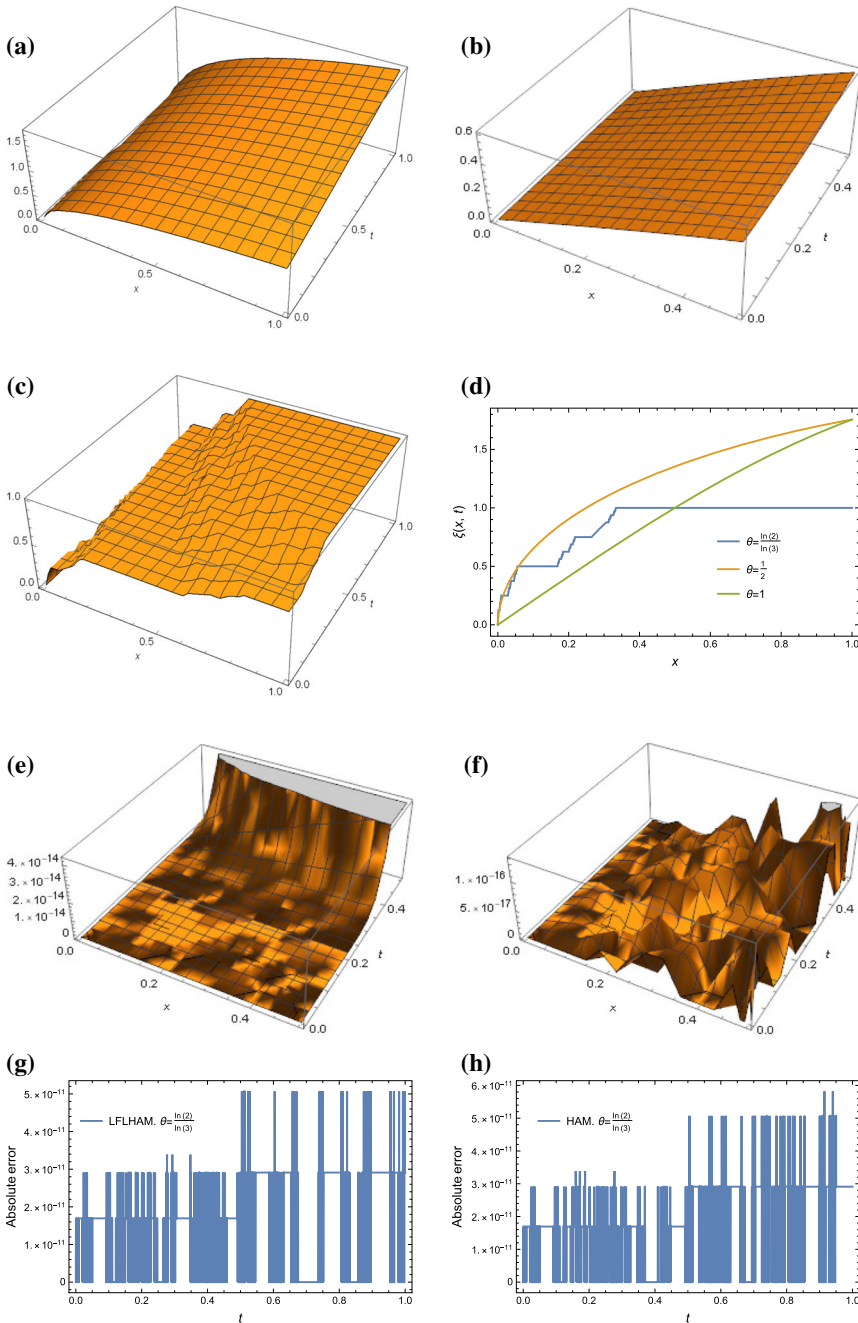 (a)
1.5
1.0
0.5
0.0
0.0
0.5
x
1.0
0.0
0.5
t
1.0
(b)
0.6
0.4
0.2
0.0
0.0
0.2
x
0.4
0.0
0.2
t
0.4
(c)
1.0
0.5
0.0
0.0
0.5
x
1.0
0.0
0.5
t
1.0
(d)
ξ(x, t)
1.5
1.0
0.5
0.0
θ=ln(2)/ln(3)
θ=1/2
θ=1
0.0 0.2 0.4 0.6 0.8 1.0
x
(e)
4. × 10⁻¹⁴
3. × 10⁻¹⁴
2. × 10⁻¹⁴
1. × 10⁻¹⁴
0
0.0
0.2
x
0.4
0.0
0.2
t
0.4
(f)
1. × 10⁻¹⁶
5. × 10⁻¹⁷
0
0.0
0.2
x
0.4
0.0
0.2
t
0.4
(g)
Absolute error
5. × 10⁻¹¹
4. × 10⁻¹¹
3. × 10⁻¹¹
2. × 10⁻¹¹
1. × 10⁻¹¹
0
LFLHAM. θ=ln(2)/ln(3)
0.0 0.2 0.4 0.6 0.8 1.0
t
(h)
Absolute error
6. × 10⁻¹¹
5. × 10⁻¹¹
4. × 10⁻¹¹
3. × 10⁻¹¹
2. × 10⁻¹¹
1. × 10⁻¹¹
0
HAM. θ=ln(2)/ln(3)
0.0 0.2 0.4 0.6 0.8 1.0
t